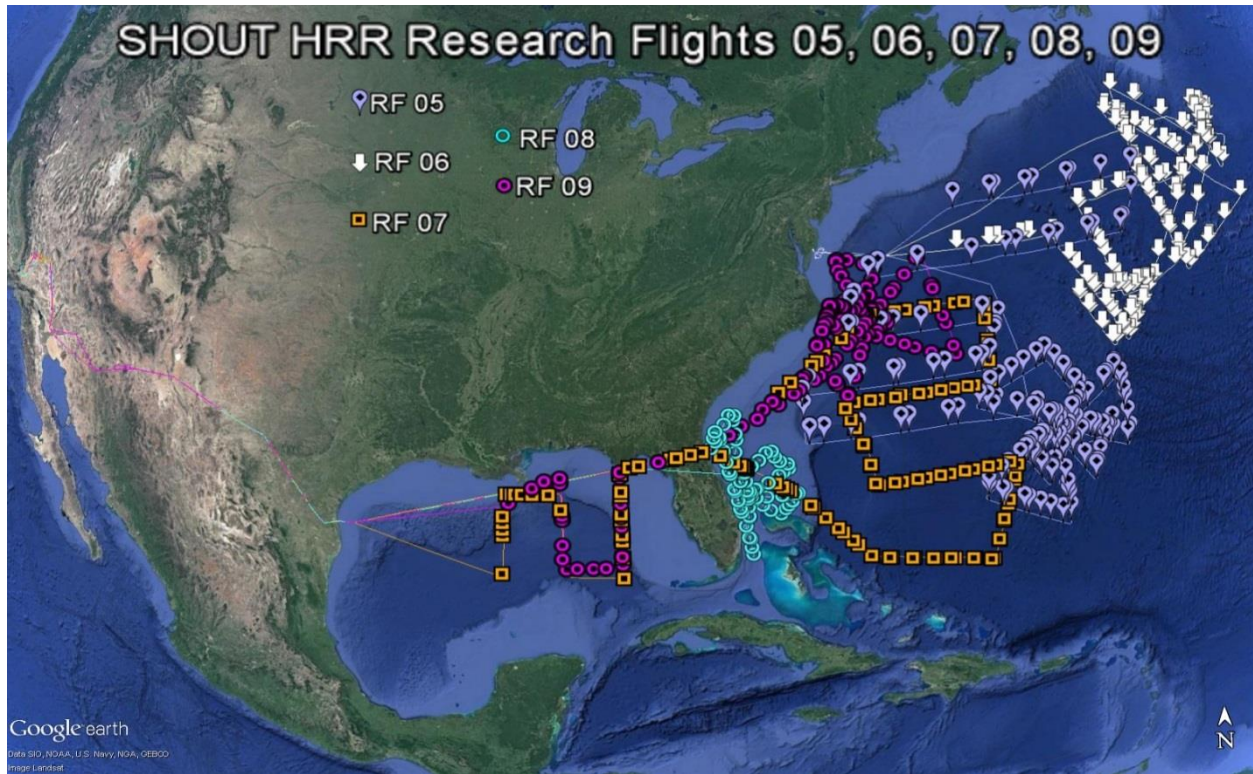 SHOUT HRR Research Flights 05, 06, 07, 08, 09
RF 05
RF 08
RF 06
RF 09
RF 07
Google earth
Data SIO, NOAA, U.S. Navy, NGA, GEBCO
Image Landsat
N